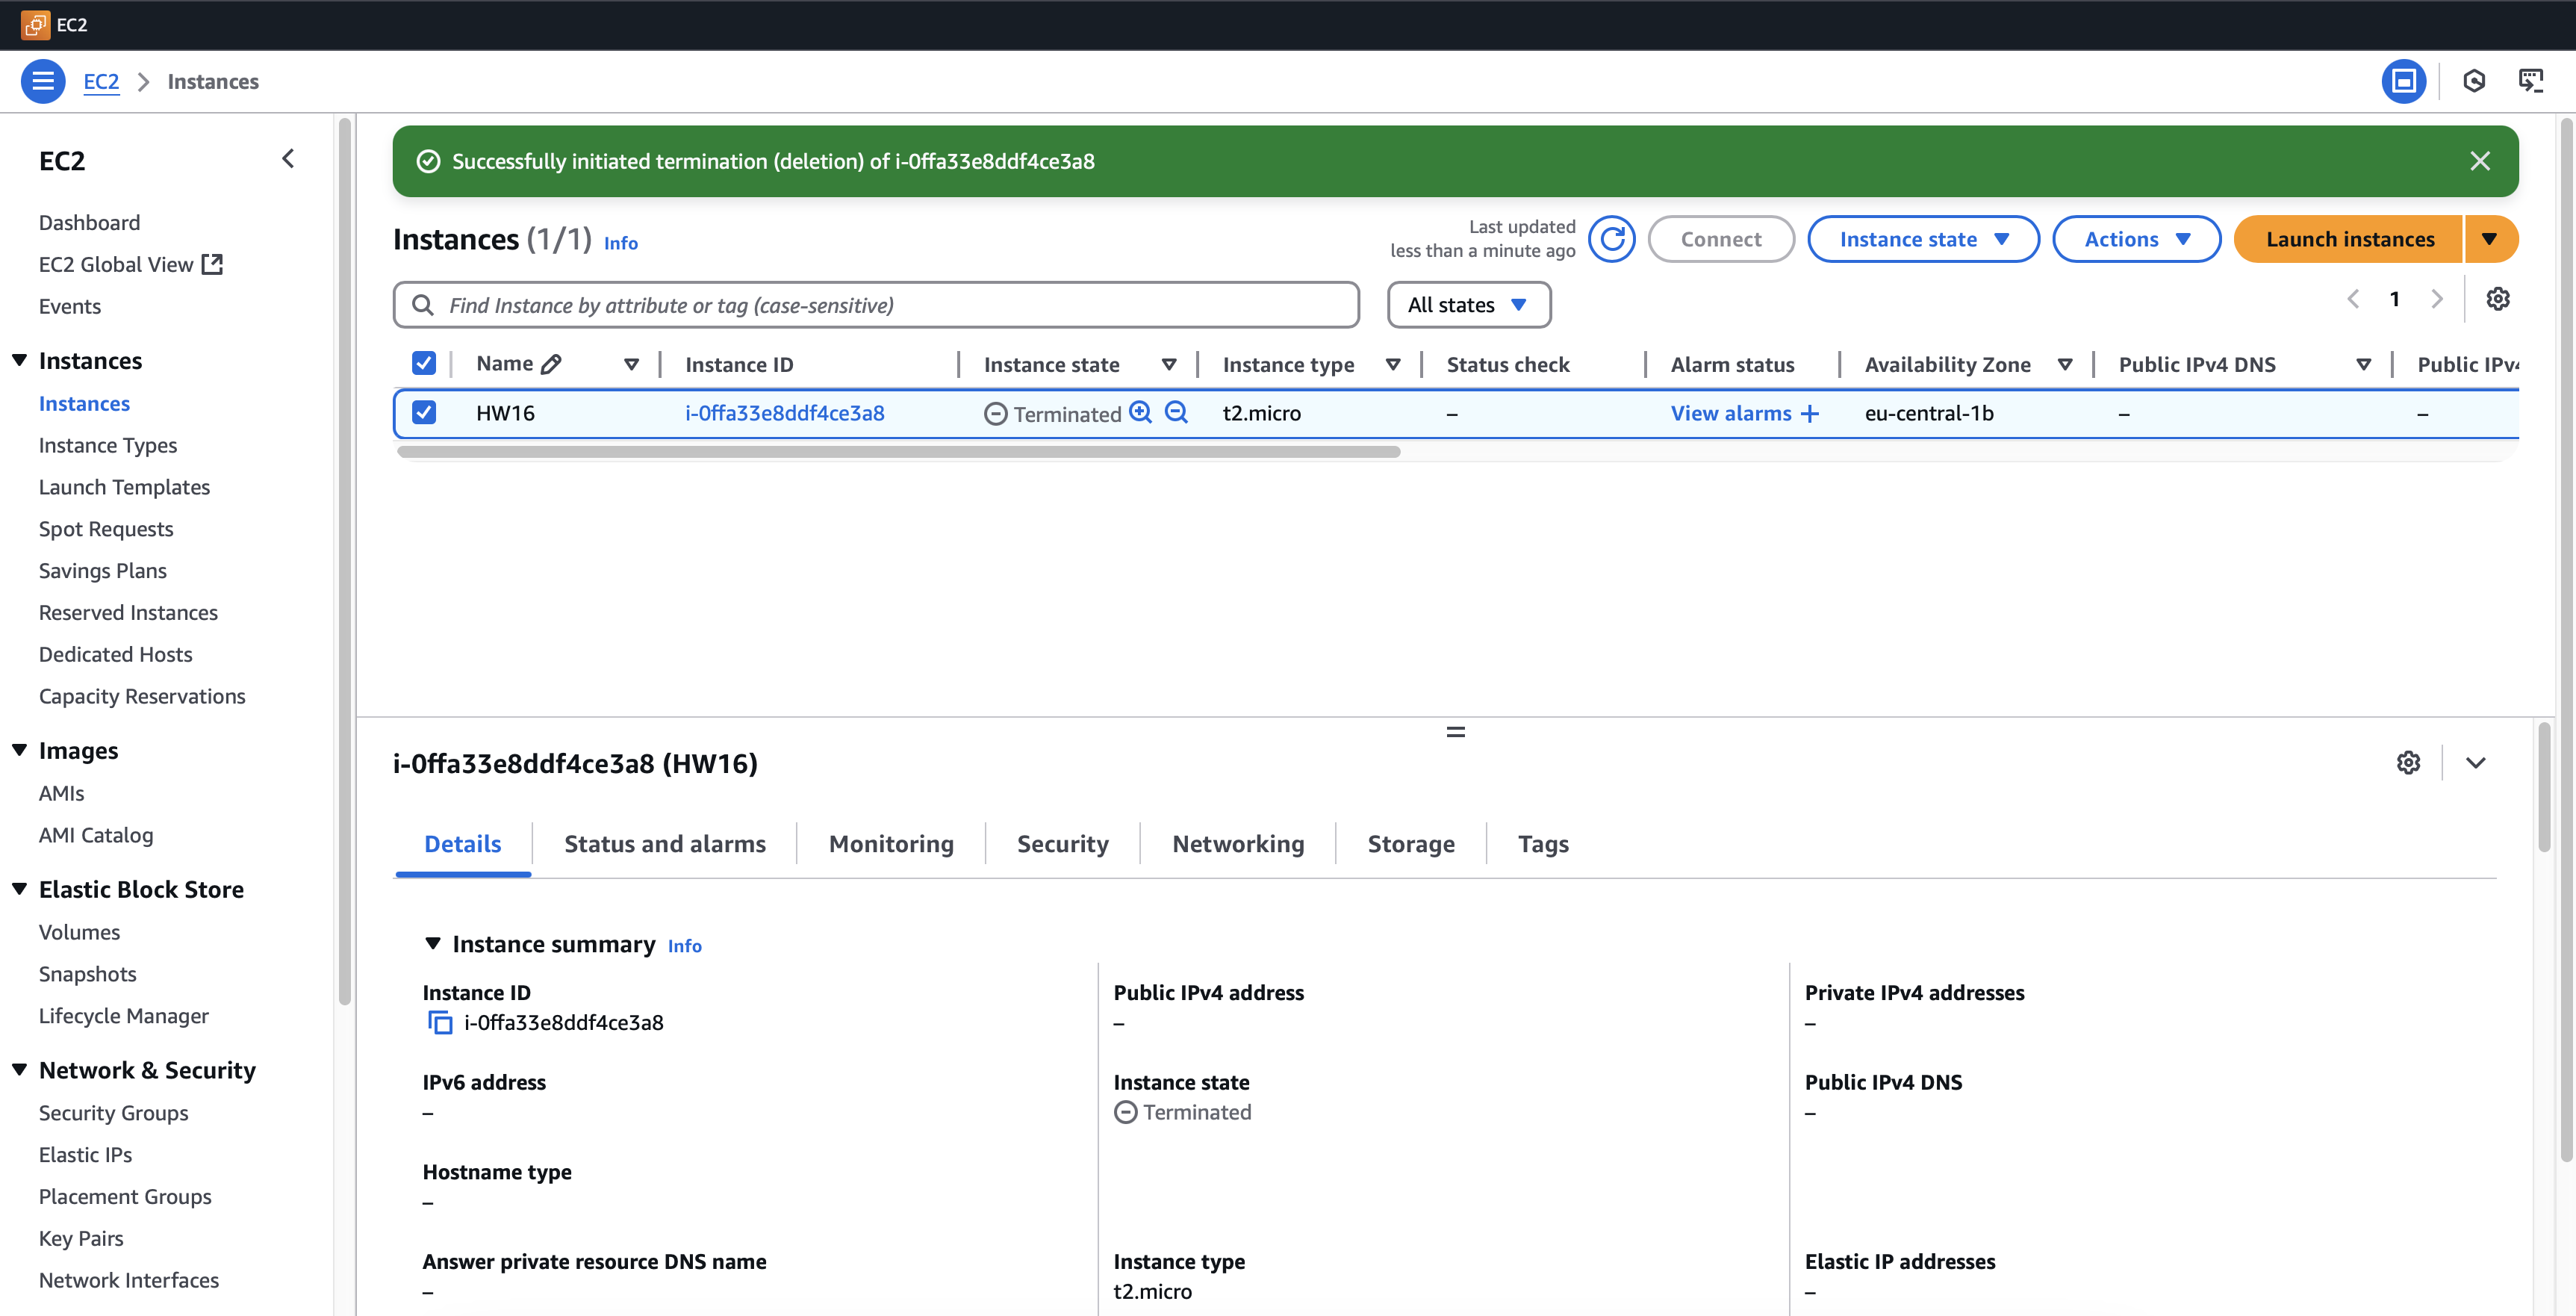 EC2
EC2 > Instances
EC2
Dashboard
EC2 Global View
Events
Instances
Instances
Instance Types
Launch Templates
Spot Requests
Savings Plans
Reserved Instances
Dedicated Hosts
Capacity Reservations
Images
AMIs
AMI Catalog
Elastic Block Store
Volumes
Snapshots
Lifecycle Manager
Network & Security
Security Groups
Elastic IPs
Placement Groups
Key Pairs
Network Interfaces
Successfully initiated termination (deletion) of i-0ffa33e8ddf4ce3a8
Instances (1/1) Info
Last updated
less than a minute ago
Connect
Instance state
Actions
Launch instances
Find Instance by attribute or tag (case-sensitive)
All states
1
Name Instance ID Instance state Instance type Status check Alarm status Availability Zone Public IPv4 DNS Public IPv4
HW16 i-0ffa33e8ddf4ce3a8 Terminated t2.micro – View alarms + eu-central-1b – –
i-0ffa33e8ddf4ce3a8 (HW16)
Details Status and alarms Monitoring Security Networking Storage Tags
Instance summary Info
Instance ID
i-0ffa33e8ddf4ce3a8
Public IPv4 address
–
Private IPv4 addresses
–
IPv6 address
–
Instance state
Terminated
Public IPv4 DNS
–
Hostname type
–
Answer private resource DNS name
–
Instance type
t2.micro
Elastic IP addresses
–